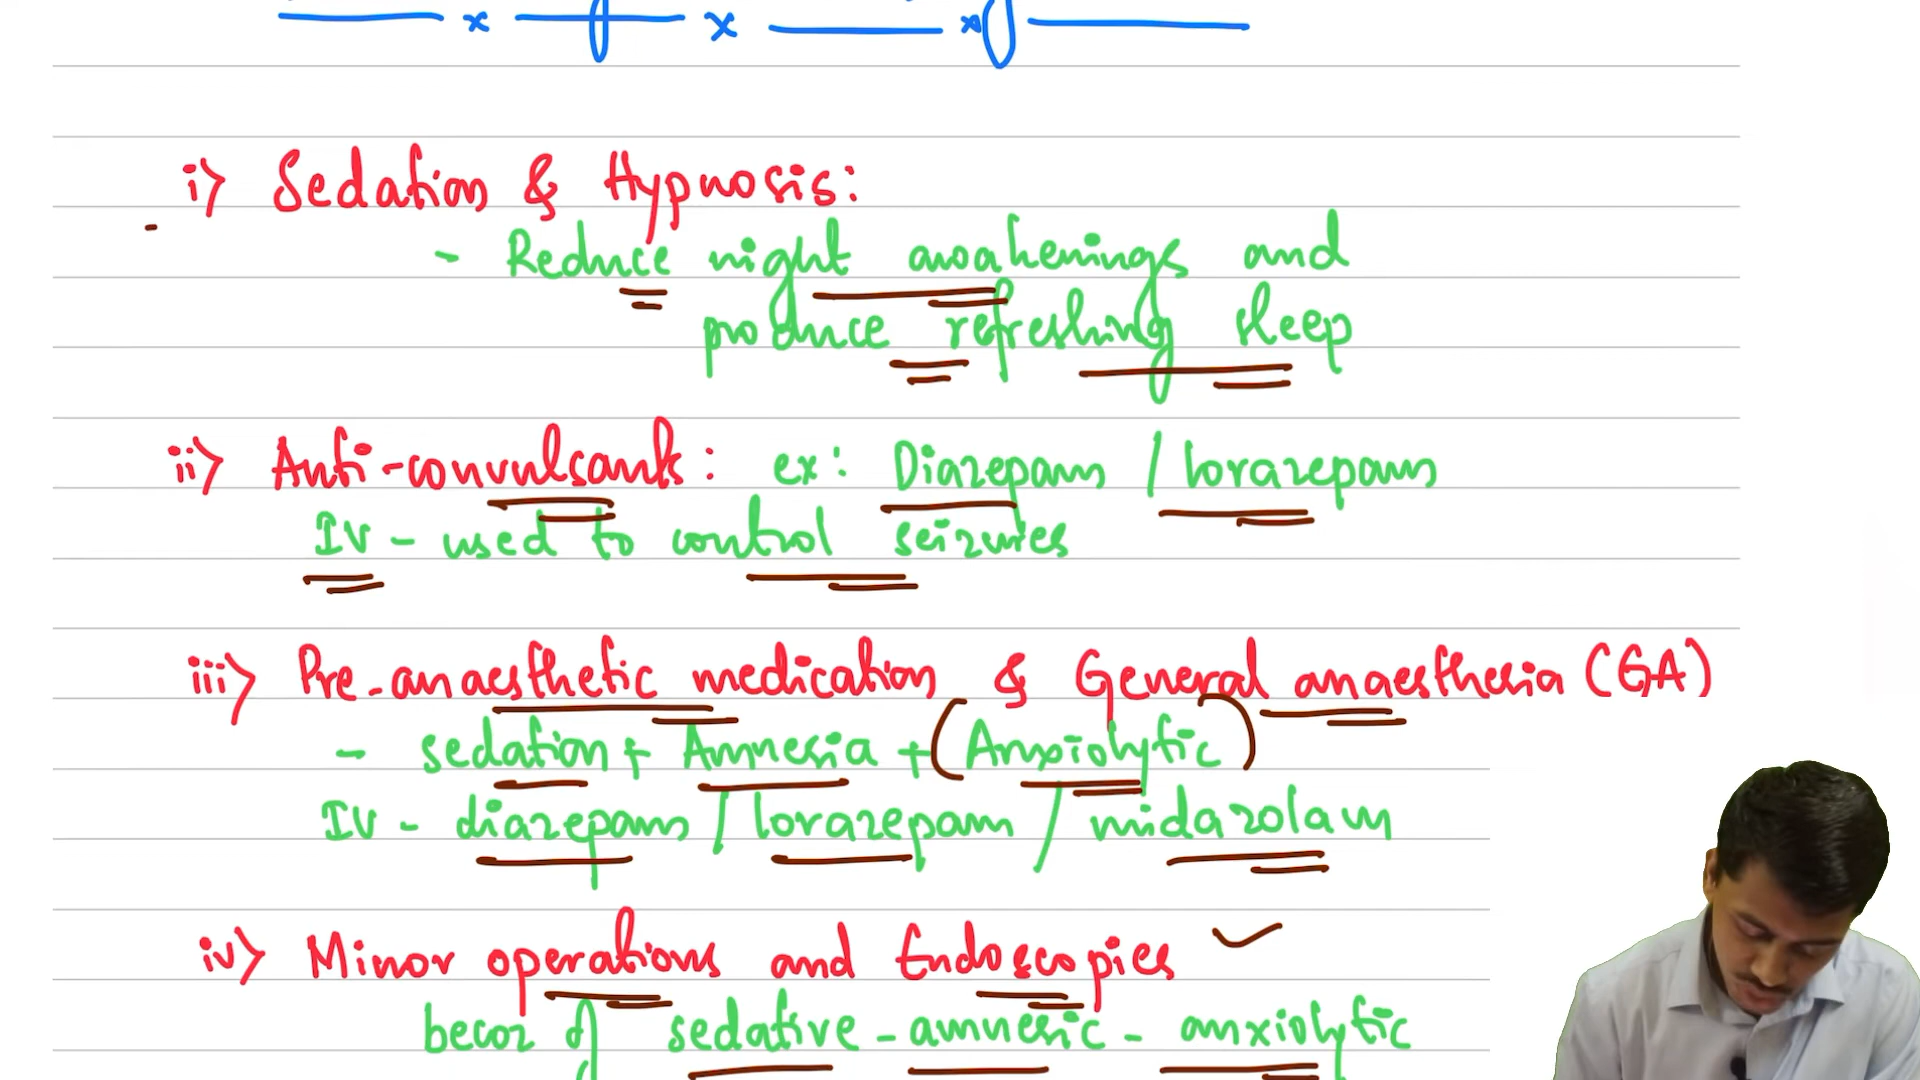 i) Sedation & Hypnosis:
- Reduce night awakenings and
produce refreshing sleep
ii) Anti-convulsants: ex: Diazepam / lorazepam
IV - used to control seizures
iii) Pre-anaesthetic medication & General anaesthesia (GA)
- sedation + Amnesia + (Anxiolytic)
IV - diazepam / lorazepam / midazolam
iv) Minor operations and Endoscopies
becoz of sedative - amnesic - anxiolytic